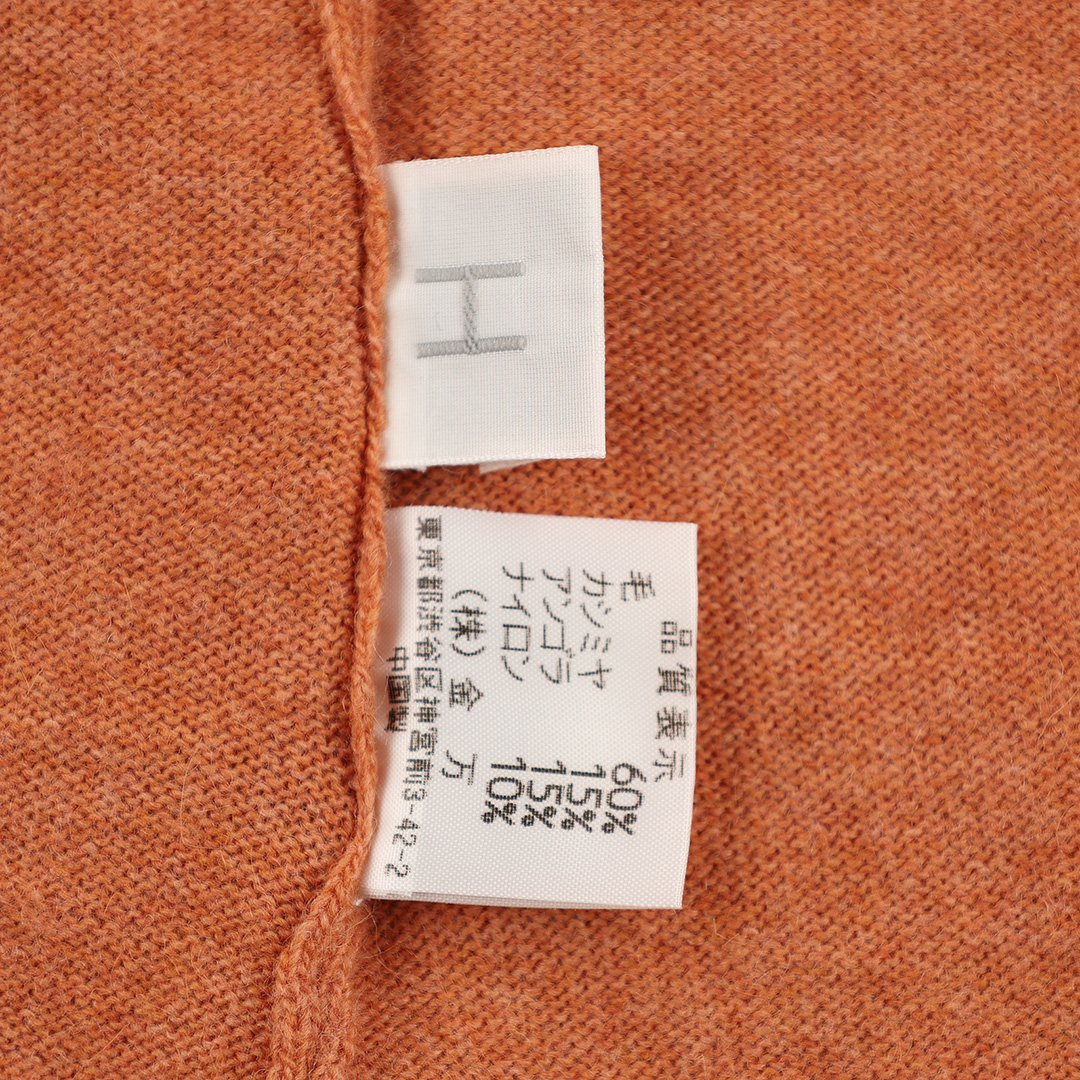 H
品質表示
毛 60%
カシミヤ 15%
アンゴラ 15%
ナイロン 10%
(株)金 万
東京都渋谷区神宮前3-42-2
中国製